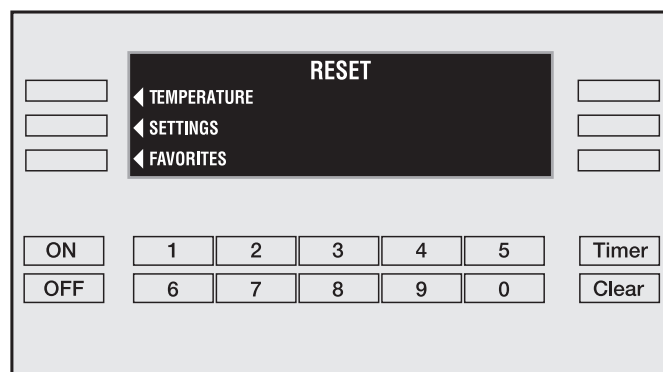 RESET
TEMPERATURE
SETTINGS
FAVORITES
ON 1 2 3 4 5 Timer
OFF 6 7 8 9 0 Clear